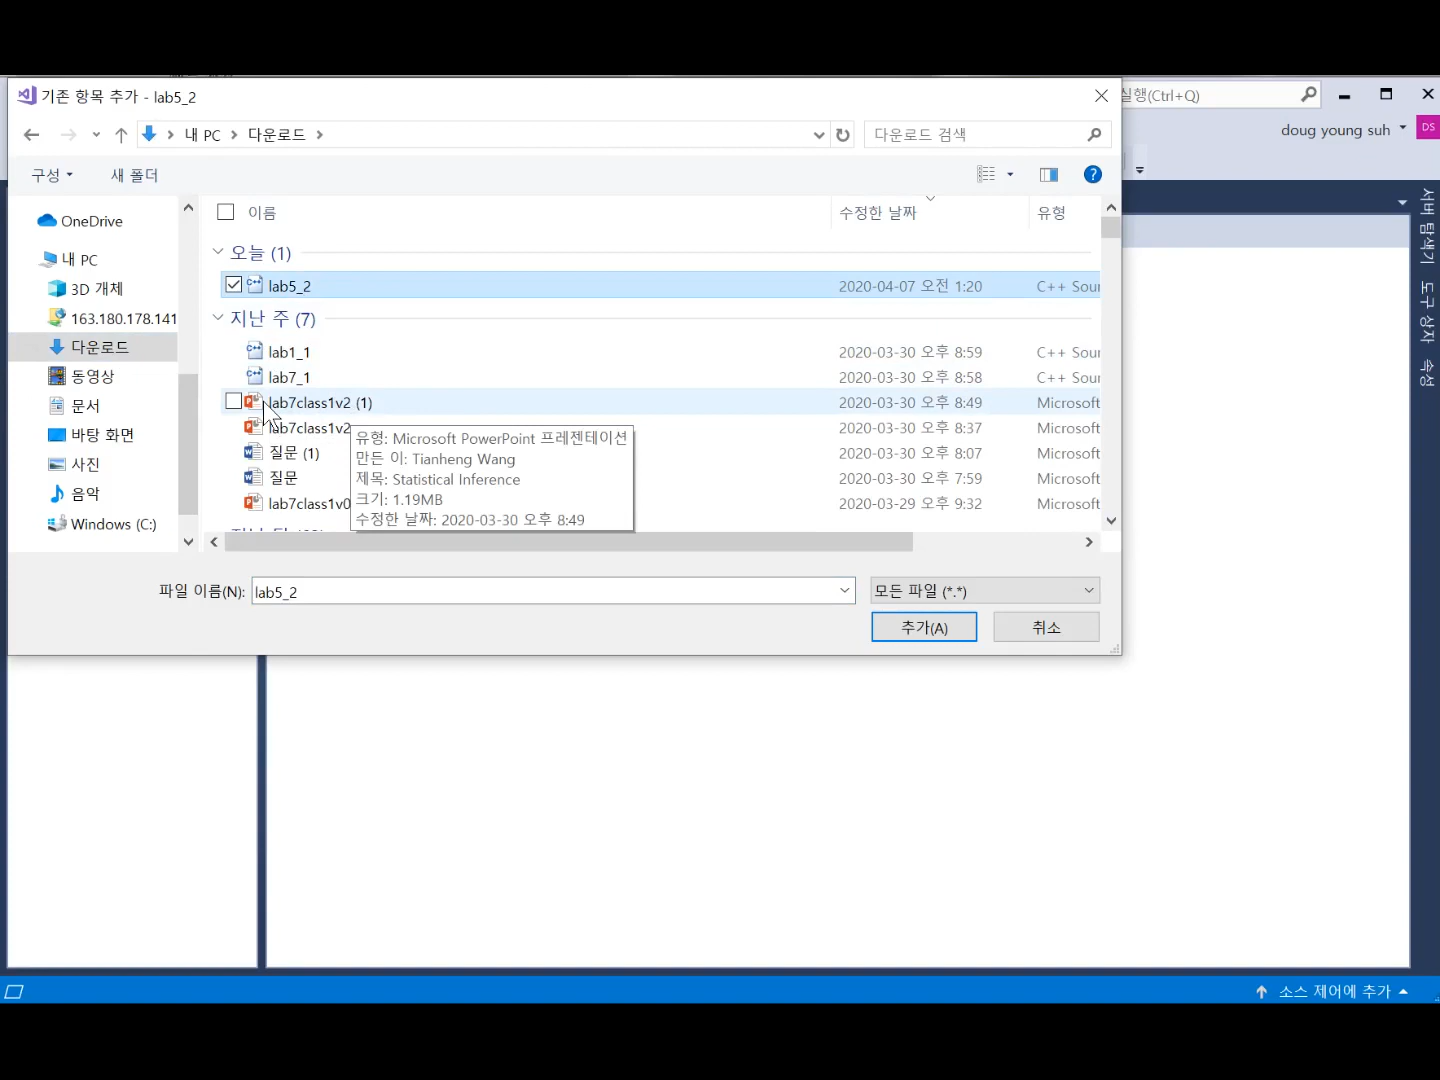 기존 항목 추가 - lab5_2
실행(Ctrl+Q)
doug young suh
DS
내 PC
다운로드
다운로드 검색
구성
새 폴더
OneDrive
내 PC
3D 개체
163.180.178.141
다운로드
동영상
문서
바탕 화면
사진
음악
Windows (C:)
이름 수정한 날짜 유형
오늘 (1)
lab5_2 2020-04-07 오전 1:20 C++ Sour
지난 주 (7)
lab1_1 2020-03-30 오후 8:59 C++ Sour
lab7_1 2020-03-30 오후 8:58 C++ Sour
lab7class1v2 (1) 2020-03-30 오후 8:49 Microsoft
lab7class1v2 2020-03-30 오후 8:37 Microsoft
질문 (1) 2020-03-30 오후 8:07 Microsoft
질문 2020-03-30 오후 7:59 Microsoft
lab7class1v0 2020-03-29 오후 9:32 Microsoft
유형: Microsoft PowerPoint 프레젠테이션
만든 이: Tianheng Wang
제목: Statistical Inference
크기: 1.19MB
수정한 날짜: 2020-03-30 오후 8:49
파일 이름(N): lab5_2
모든 파일 (*.*)
추가(A)
취소
서버 탐색기
도구 상자
속성
소스 제어에 추가